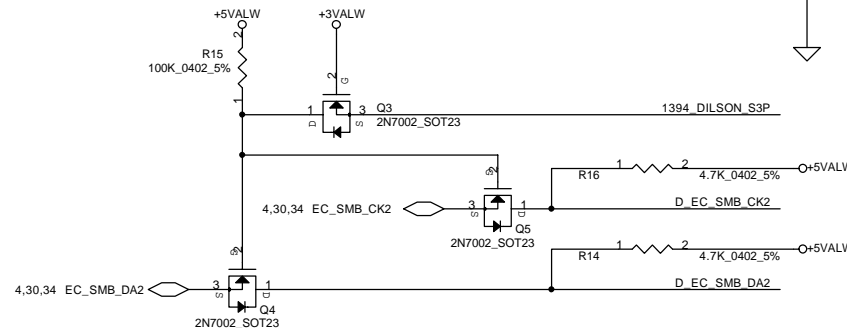 +5VALW
+3VALW
2
R15
100K_0402_5%
1
2
G
1
D
3
S
Q3
2N7002_SOT23
1394_DILSON_S3P
2
G
R16
1
2
4.7K_0402_5%
+5VALW
4,30,34 EC_SMB_CK2
3
S
1
D
Q5
2N7002_SOT23
D_EC_SMB_CK2
2
G
R14
1
2
4.7K_0402_5%
+5VALW
4,30,34 EC_SMB_DA2
3
S
1
D
Q4
2N7002_SOT23
D_EC_SMB_DA2